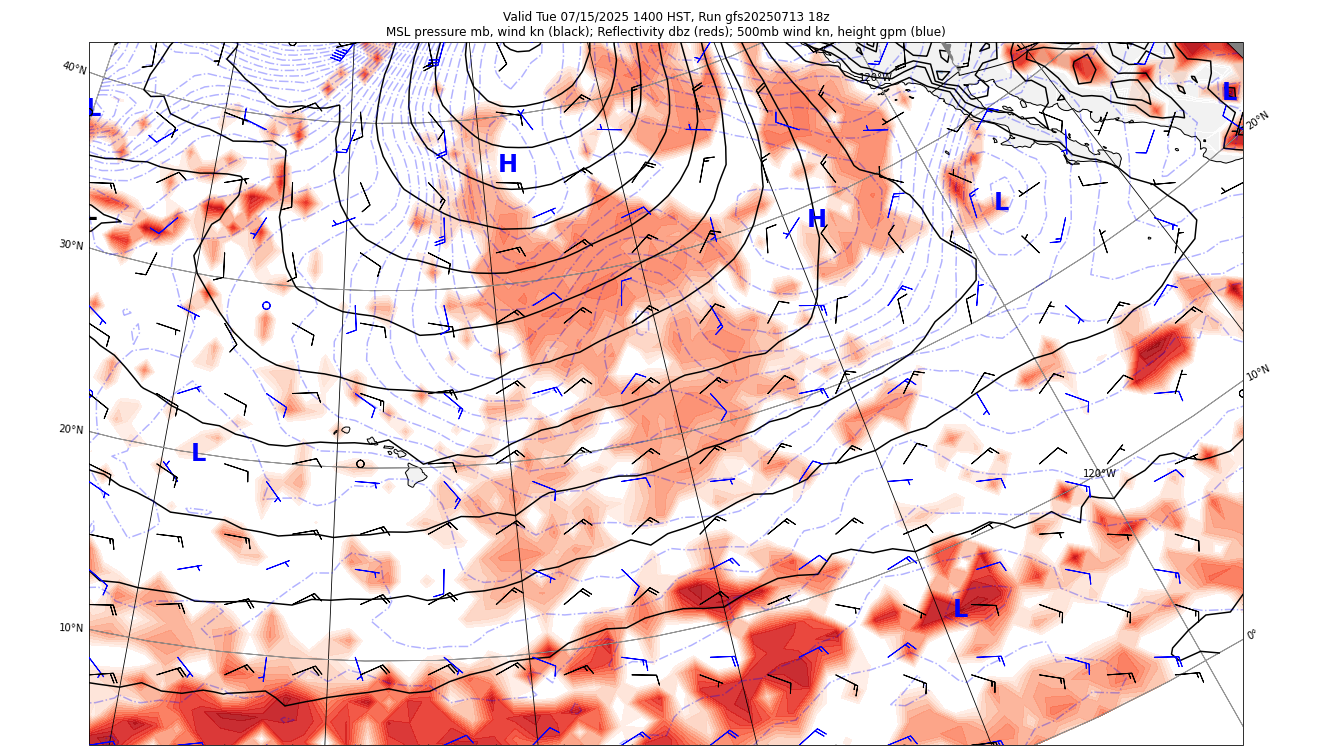 Valid Tue 07/15/2025 1400 HST, Run gfs20250713 18z
MSL pressure mb, wind kn (black); Reflectivity dbz (reds); 500mb wind kn, height gpm (blue)
40°N
120°W
L
L
20°N
H
L
H
30°N
10°N
20°N
L
120°W
L
10°N
0°